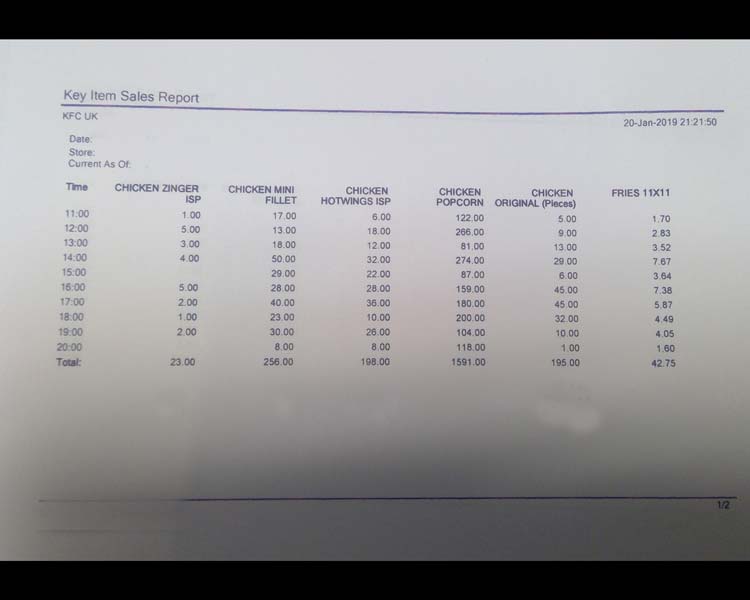 Key Item Sales Report
KFC UK
20-Jan-2019 21:21:50
Date:
Store:
Current As Of:
Time CHICKEN ZINGER ISP CHICKEN MINI FILLET CHICKEN HOTWINGS ISP CHICKEN POPCORN CHICKEN ORIGINAL (Pieces) FRIES 11X11
11:00 1.00 17.00 6.00 122.00 5.00 1.70
12:00 5.00 13.00 18.00 266.00 9.00 2.83
13:00 3.00 18.00 12.00 81.00 13.00 3.52
14:00 4.00 50.00 32.00 274.00 29.00 7.67
15:00 29.00 22.00 87.00 6.00 3.64
16:00 5.00 28.00 28.00 159.00 45.00 7.38
17:00 2.00 40.00 36.00 180.00 45.00 5.87
18:00 1.00 23.00 10.00 200.00 32.00 4.49
19:00 2.00 30.00 26.00 104.00 10.00 4.05
20:00 8.00 8.00 118.00 1.00 1.60
Total: 23.00 256.00 198.00 1591.00 195.00 42.75
1/2